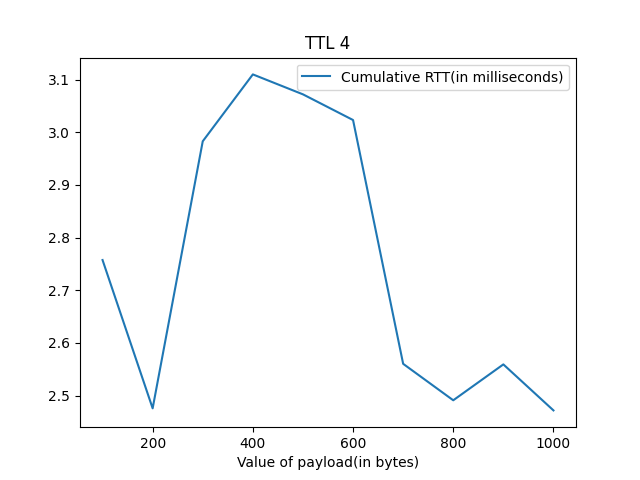 TTL 4
Cumulative RTT(in milliseconds)
3.1
3.0
2.9
2.8
2.7
2.6
2.5
200 400 600 800 1000
Value of payload(in bytes)